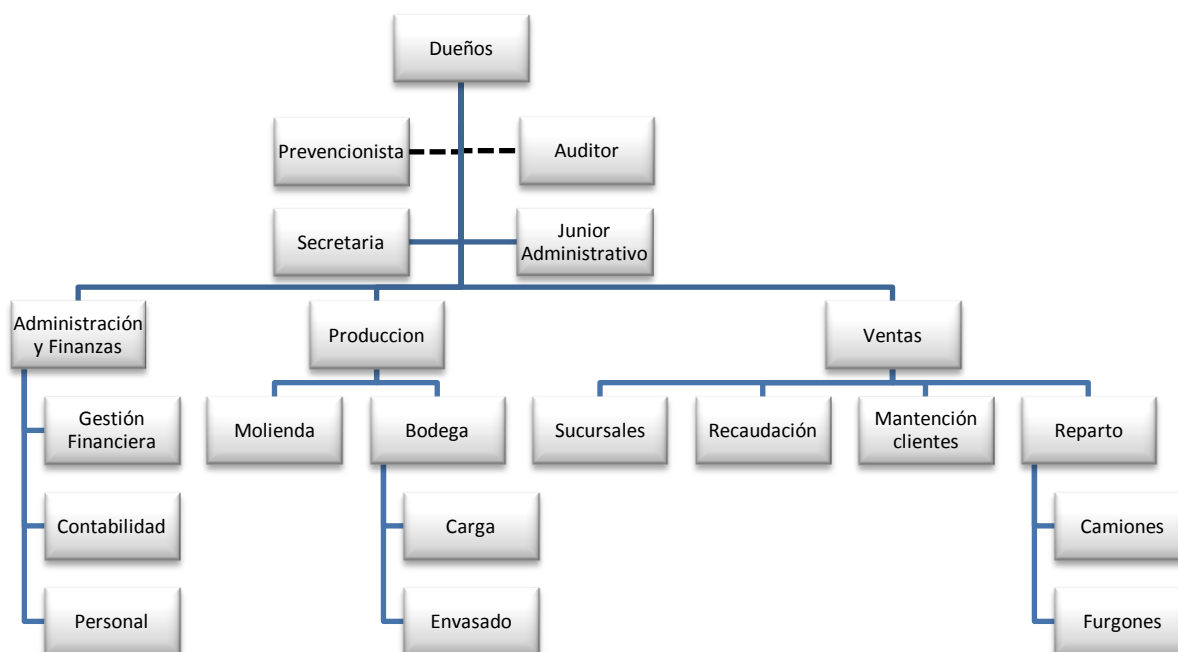 Dueños
Prevencionista
Auditor
Secretaria
Junior
Administrativo
Administración
y Finanzas
Produccion
Ventas
Gestión
Financiera
Molienda
Bodega
Sucursales
Recaudación
Mantención
clientes
Reparto
Contabilidad
Carga
Camiones
Personal
Envasado
Furgones